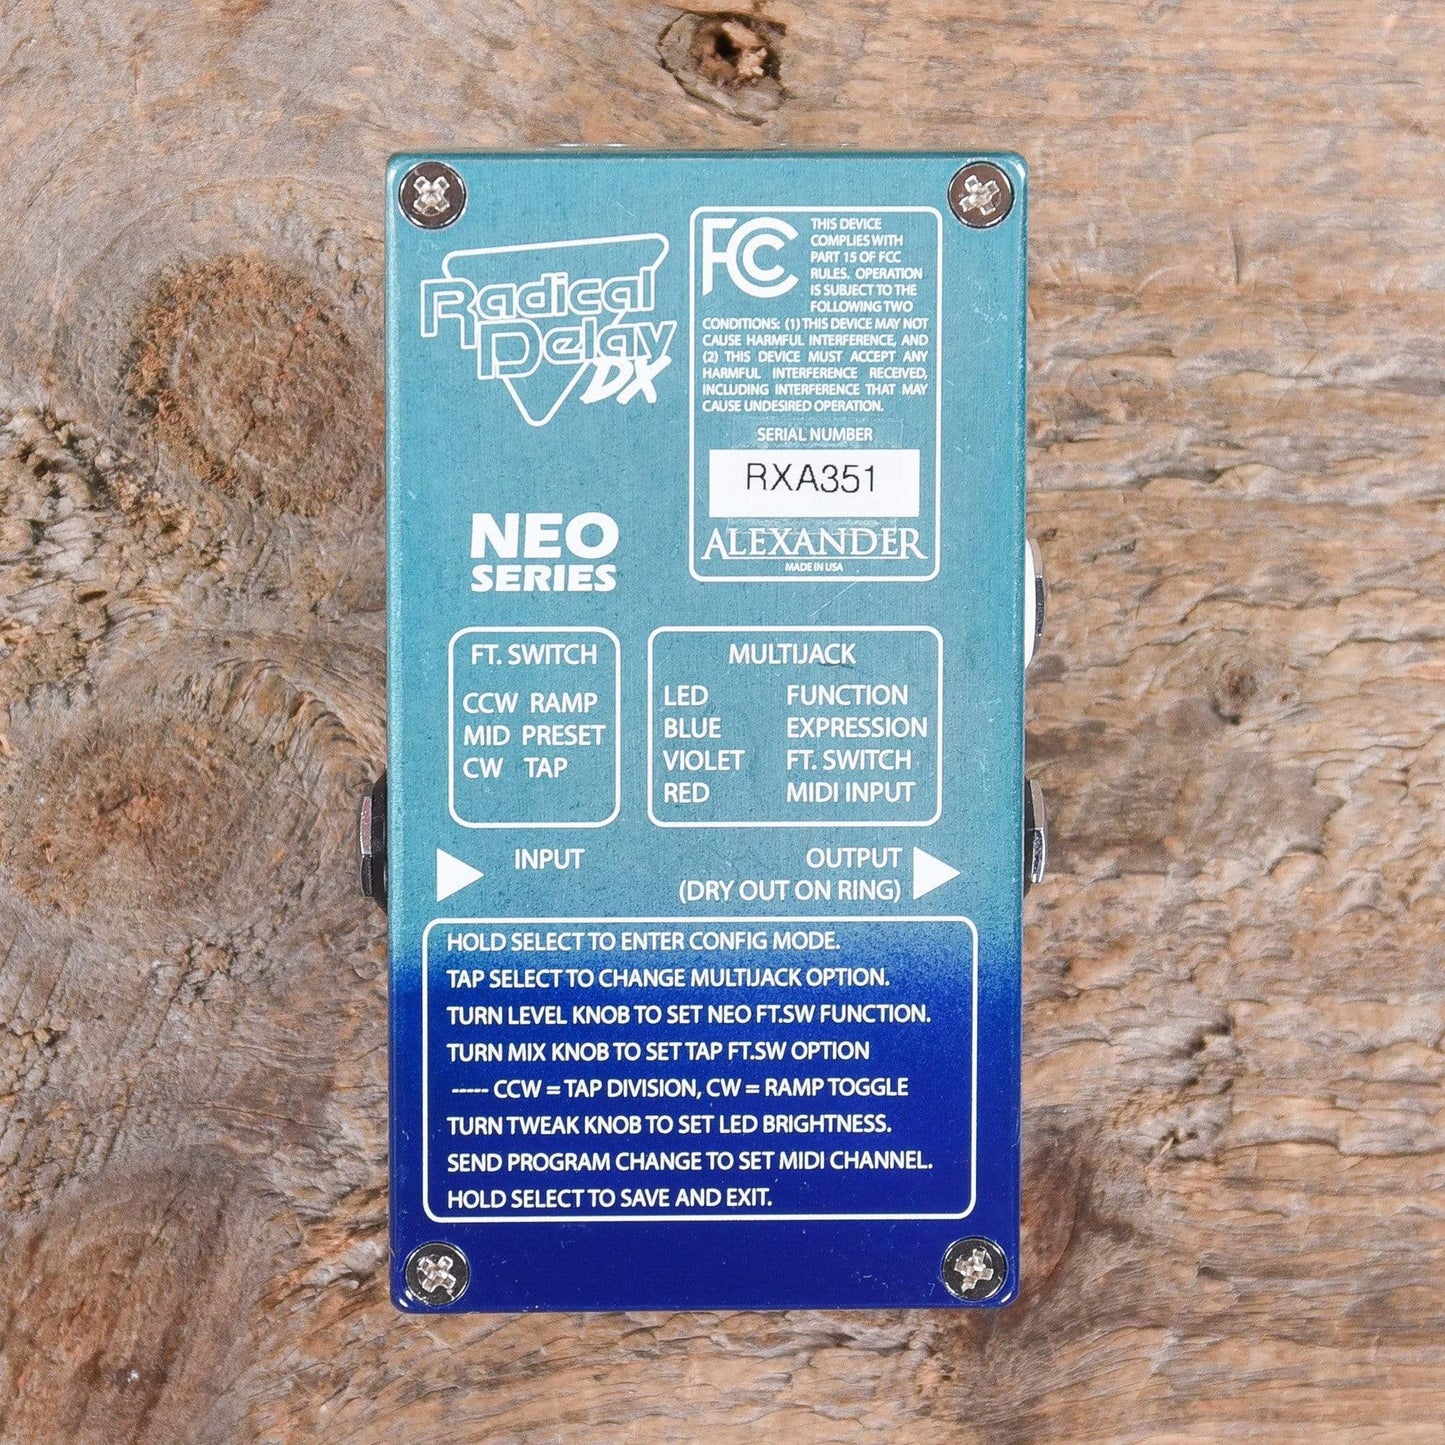 Radical
Delay
DX
FCC
THIS DEVICE
COMPLIES WITH
PART 15 OF FCC
RULES. OPERATION
IS SUBJECT TO THE
FOLLOWING TWO
CONDITIONS: (1) THIS DEVICE MAY NOT
CAUSE HARMFUL INTERFERENCE, AND
(2) THIS DEVICE MUST ACCEPT ANY
HARMFUL INTERFERENCE RECEIVED,
INCLUDING INTERFERENCE THAT MAY
CAUSE UNDESIRED OPERATION.
SERIAL NUMBER
RXA351
ALEXANDER
MADE IN USA
NEO
SERIES
FT. SWITCH
CCW RAMP
MID PRESET
CW TAP
MULTIJACK
LED FUNCTION
BLUE EXPRESSION
VIOLET FT. SWITCH
RED MIDI INPUT
INPUT
OUTPUT
(DRY OUT ON RING)
HOLD SELECT TO ENTER CONFIG MODE.
TAP SELECT TO CHANGE MULTIJACK OPTION.
TURN LEVEL KNOB TO SET NEO FT.SW FUNCTION.
TURN MIX KNOB TO SET TAP FT.SW OPTION
----- CCW = TAP DIVISION, CW = RAMP TOGGLE
TURN TWEAK KNOB TO SET LED BRIGHTNESS.
SEND PROGRAM CHANGE TO SET MIDI CHANNEL.
HOLD SELECT TO SAVE AND EXIT.